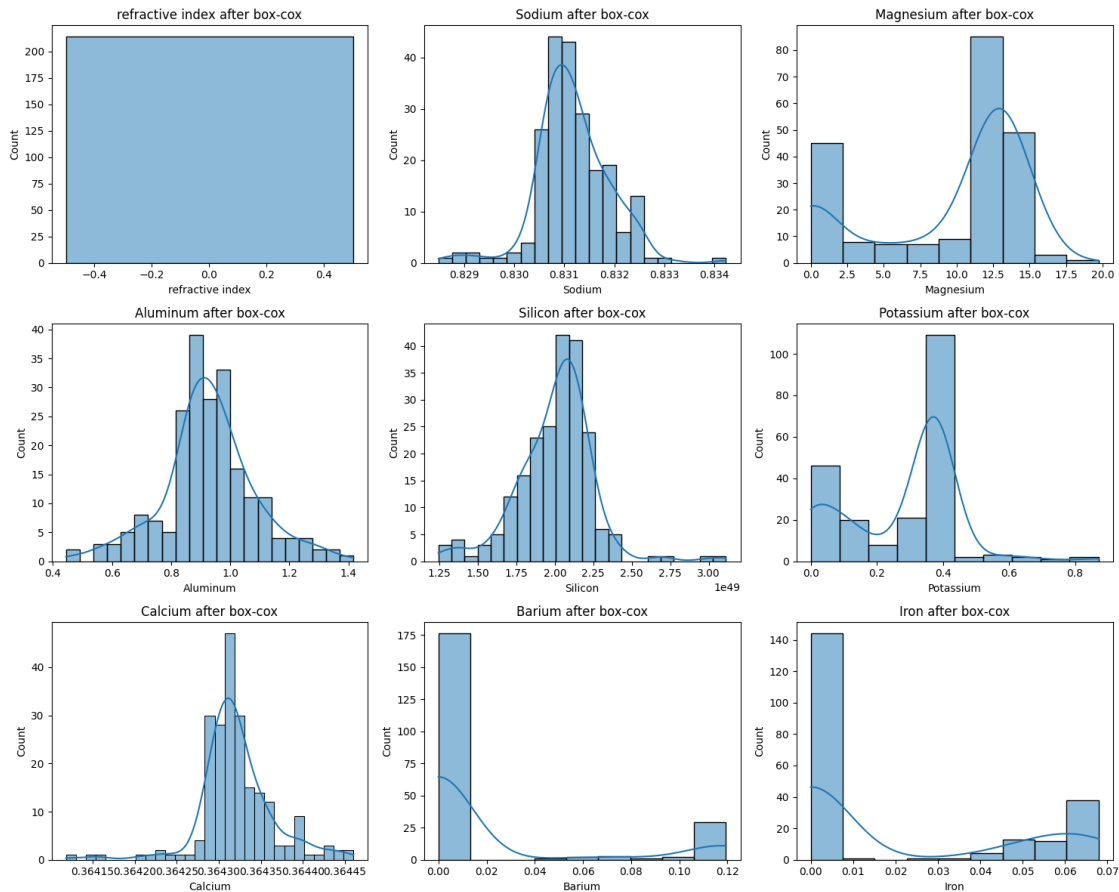 refractive index after box-cox
Count
200
175
150
125
100
75
50
25
0
−0.4 −0.2 0.0 0.2 0.4
refractive index
Sodium after box-cox
Count
40
30
20
10
0
0.829 0.830 0.831 0.832 0.833 0.834
Sodium
Magnesium after box-cox
Count
80
70
60
50
40
30
20
10
0
0.0 2.5 5.0 7.5 10.0 12.5 15.0 17.5 20.0
Magnesium
Aluminum after box-cox
Count
40
35
30
25
20
15
10
5
0
0.4 0.6 0.8 1.0 1.2 1.4
Aluminum
Silicon after box-cox
Count
40
35
30
25
20
15
10
5
0
1.25 1.50 1.75 2.00 2.25 2.50 2.75 3.00
Silicon
1e49
Potassium after box-cox
Count
100
80
60
40
20
0
0.0 0.2 0.4 0.6 0.8
Potassium
Calcium after box-cox
Count
40
30
20
10
0
0.36415 0.36420 0.36425 0.36430 0.36435 0.36440 0.36445
Calcium
Barium after box-cox
Count
175
150
125
100
75
50
25
0
0.00 0.02 0.04 0.06 0.08 0.10 0.12
Barium
Iron after box-cox
Count
140
120
100
80
60
40
20
0
0.00 0.01 0.02 0.03 0.04 0.05 0.06 0.07
Iron